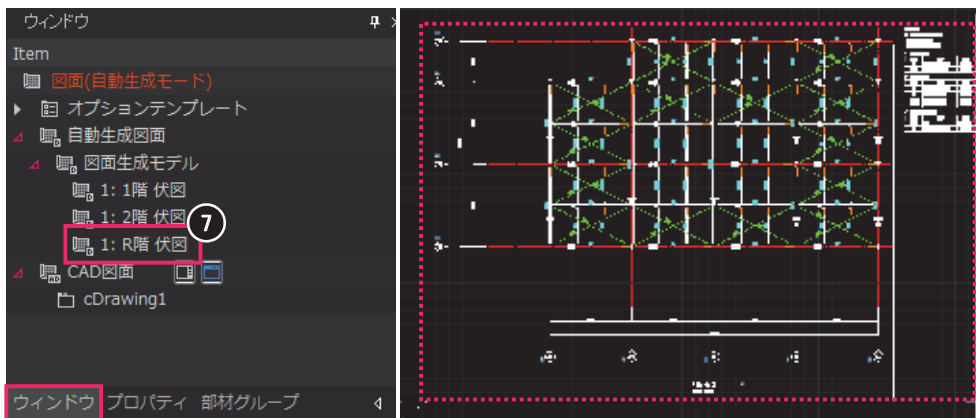 ウィンドウ
Item
図面(自動生成モード)
オプションテンプレート
自動生成図面
図面生成モデル
1: 1階 伏図
1: 2階 伏図
7
1: R階 伏図
CAD図面
cDrawing1
ウィンドウ プロパティ 部材グループ